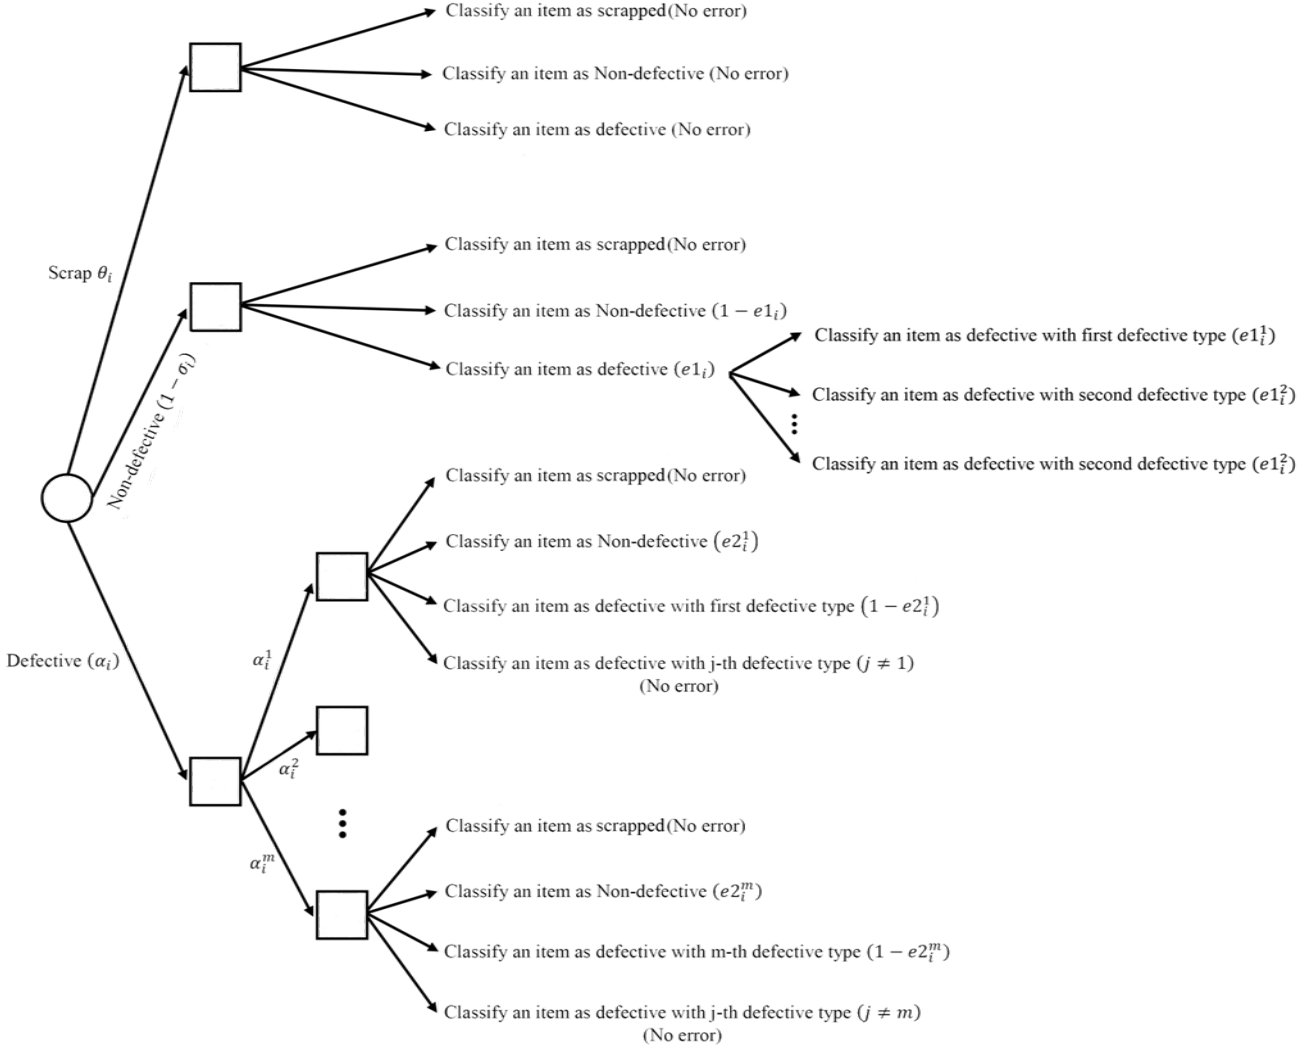 Classify an item as scrapped(No error)
Classify an item as Non-defective (No error)
Classify an item as defective (No error)
Scrap θᵢ
Classify an item as scrapped(No error)
Classify an item as Non-defective (1 − e1ᵢ)
Classify an item as defective (e1ᵢ)
Classify an item as defective with first defective type (e1ᵢ¹)
Classify an item as defective with second defective type (e1ᵢ²)
Classify an item as defective with second defective type (e1ᵢ²)
Non-defective (1 − σᵢ)
Classify an item as scrapped(No error)
Classify an item as Non-defective (e2ᵢ¹)
Classify an item as defective with first defective type (1 − e2ᵢ¹)
Classify an item as defective with j-th defective type (j ≠ 1)
(No error)
Defective (αᵢ)
αᵢ¹
αᵢ²
αᵢᵐ
Classify an item as scrapped(No error)
Classify an item as Non-defective (e2ᵢᵐ)
Classify an item as defective with m-th defective type (1 − e2ᵢᵐ)
Classify an item as defective with j-th defective type (j ≠ m)
(No error)